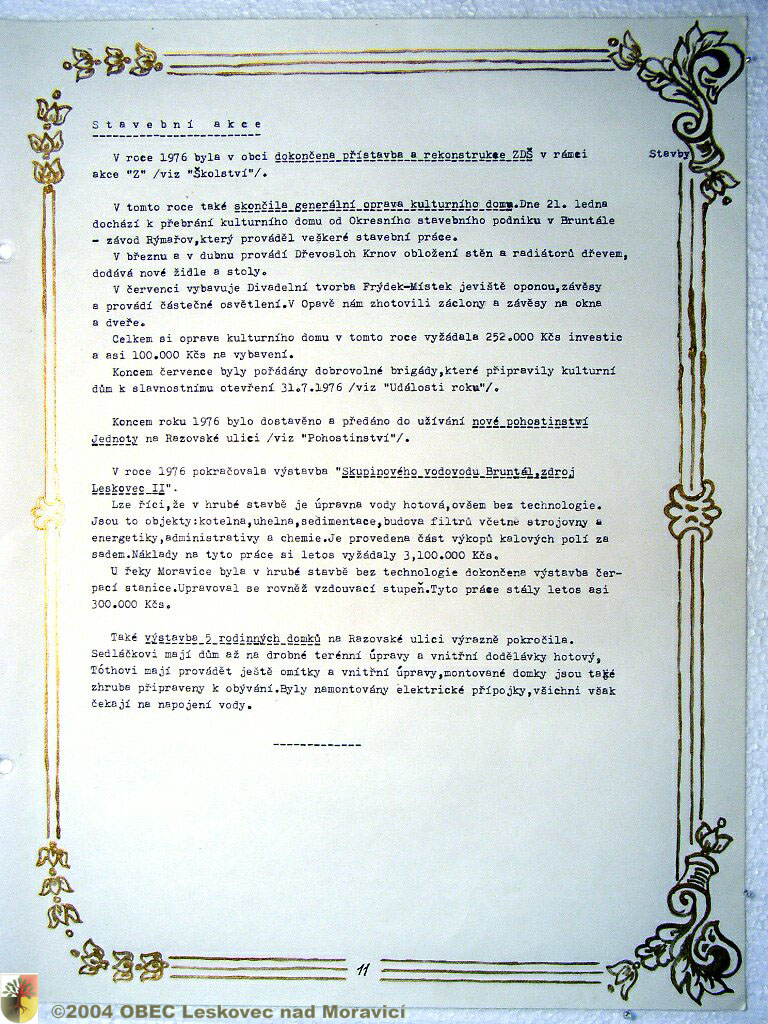 S t a v e b n í   a k c e
V roce 1976 byla v obci dokončena přístavba a rekonstrukce ZDŠ v rámci
Stavby
akce "Z" /viz "Školství"/.
V tomto roce také skončila generální oprava kulturního domu.Dne 21. ledna
dochází k přebrání kulturního domu od Okresního stavebního podniku v Bruntále
- závod Rýmařov,který prováděl veškeré stavební práce.
V březnu a v dubnu provádí Dřevosloh Krnov obložení stěn a radiátorů dřevem,
dodává nové židle a stoly.
V červenci vybavuje Divadelní tvorba Frýdek-Místek jeviště oponou,závěsy
a provádí částečné osvětlení.V Opavě nám zhotovili záclony a závěsy na okna
a dveře.
Celkem si oprava kulturního domu v tomto roce vyžádala 252.000 Kčs investic
a asi 100.000 Kčs na vybavení.
Koncem července byly pořádány dobrovolné brigády,které připravily kulturní
dům k slavnostnímu otevření 31.7.1976 /viz "Události roku"/.
Koncem roku 1976 bylo dostavěno a předáno do užívání nové pohostinství
Jednoty na Razovské ulici /viz "Pohostinství"/.
V roce 1976 pokračovala výstavba "Skupinového vodovodu Bruntál,zdroj
Leskovec II".
Lze říci,že v hrubé stavbě je úpravna vody hotová,ovšem bez technologie.
Jsou to objekty:kotelna,uhelna,sedimentace,budova filtrů včetně strojovny a
energetiky,administrativy a chemie.Je provedena část výkopů kalových polí za
sadem.Náklady na tyto práce si letos vyžádaly 3,100.000 Kčs.
U řeky Moravice byla v hrubé stavbě bez technologie dokončena výstavba čer-
pací stanice.Upravoval se rovněž vzdouvací stupeň.Tyto práce stály letos asi
300.000 Kčs.
Také výstavba 5 rodinných domků na Razovské ulici výrazně pokročila.
Sedláčkovi mají dům až na drobné terénní úpravy a vnitřní dodělávky hotový,
Tóthovi mají provádět ještě omítky a vnitřní úpravy,montované domky jsou také
zhruba připraveny k obývání.Byly namontovány elektrické přípojky,všichni však
čekají na napojení vody.
-------------
11
©2004 OBEC Leskovec nad Moravicí